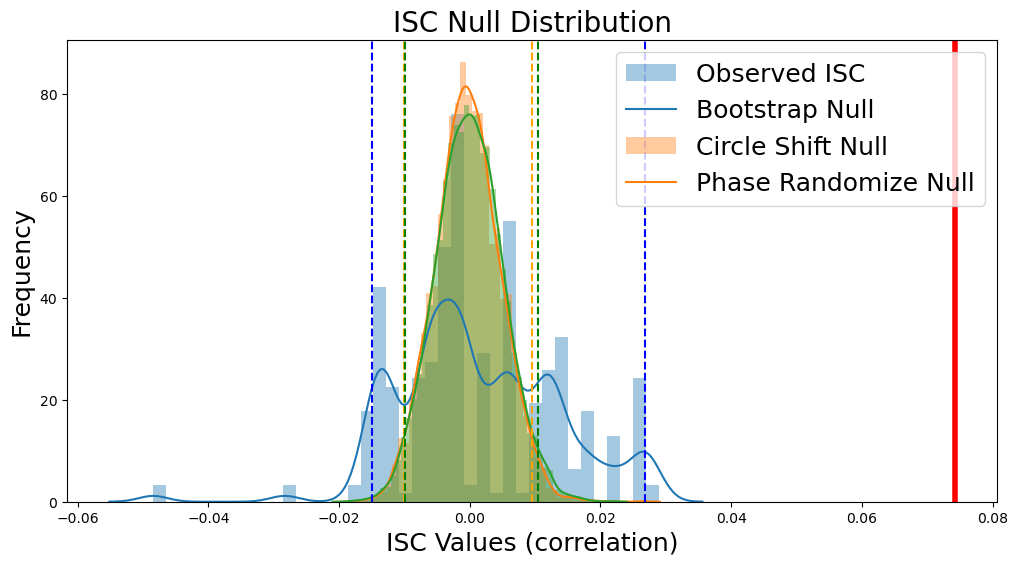 ISC Null Distribution
Frequency
80
60
40
20
0
Observed ISC
Bootstrap Null
Circle Shift Null
Phase Randomize Null
−0.06 −0.04 −0.02 0.00 0.02 0.04 0.06 0.08
ISC Values (correlation)